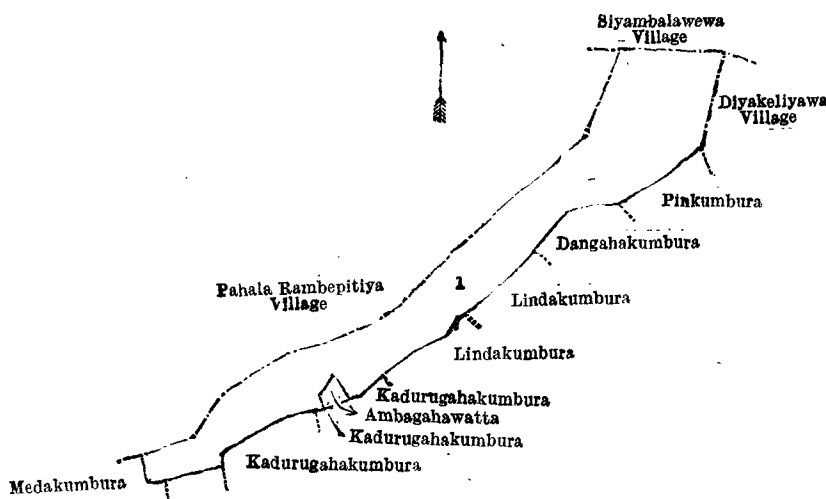 Siyambalawewa
Village
Diyakeliyawa
Village
Pinkumbura
Dangahakumbura
Pahala Rambepitiya
Village
1
Lindakumbura
Lindakumbura
Kadurugahakumbura
Ambagahawatta
Kadurugahakumbura
Kadurugahakumbura
Medakumbura